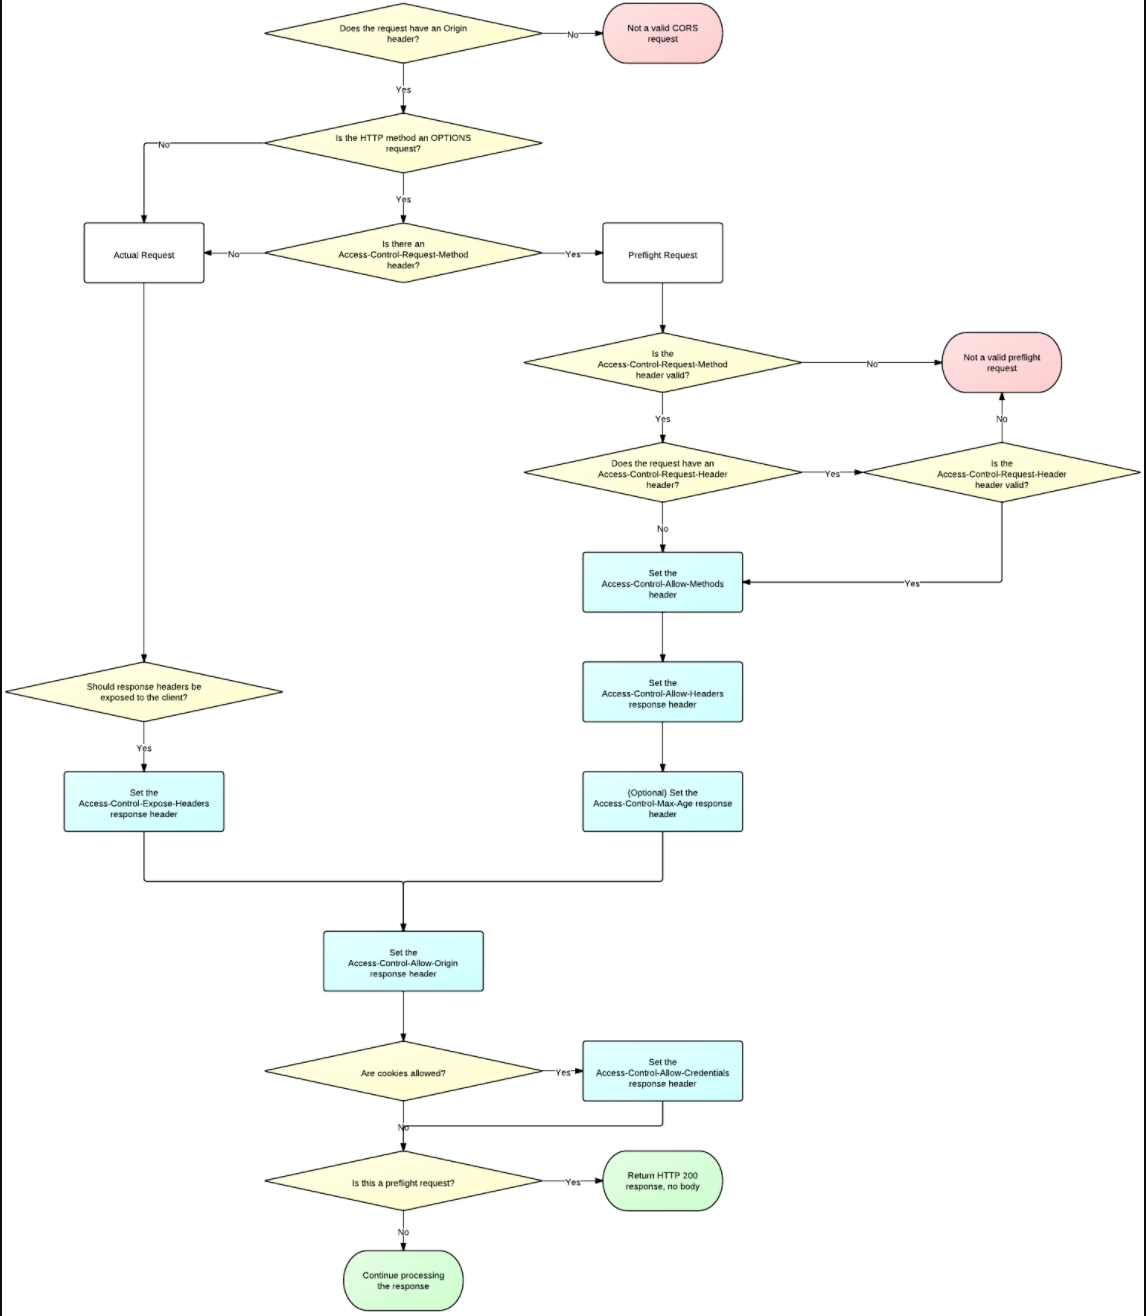 Does the request have an Origin
header?
No
Not a valid CORS
request
Yes
Is the HTTP method an OPTIONS
request?
No
Yes
Actual Request
No
Is there an
Access-Control-Request-Method
header?
Yes
Preflight Request
Is the
Access-Control-Request-Method
header valid?
No
Not a valid preflight
request
Yes
No
Does the request have an
Access-Control-Request-Header
header?
Yes
Is the
Access-Control-Request-Header
header valid?
No
Set the
Access-Control-Allow-Methods
header
Yes
Should response headers be
exposed to the client?
Set the
Access-Control-Allow-Headers
response header
Yes
Set the
Access-Control-Expose-Headers
response header
(Optional) Set the
Access-Control-Max-Age response
header
Set the
Access-Control-Allow-Origin
response header
Are cookies allowed?
Yes
Set the
Access-Control-Allow-Credentials
response header
No
Is this a preflight request?
Yes
Return HTTP 200
response, no body
No
Continue processing
the response